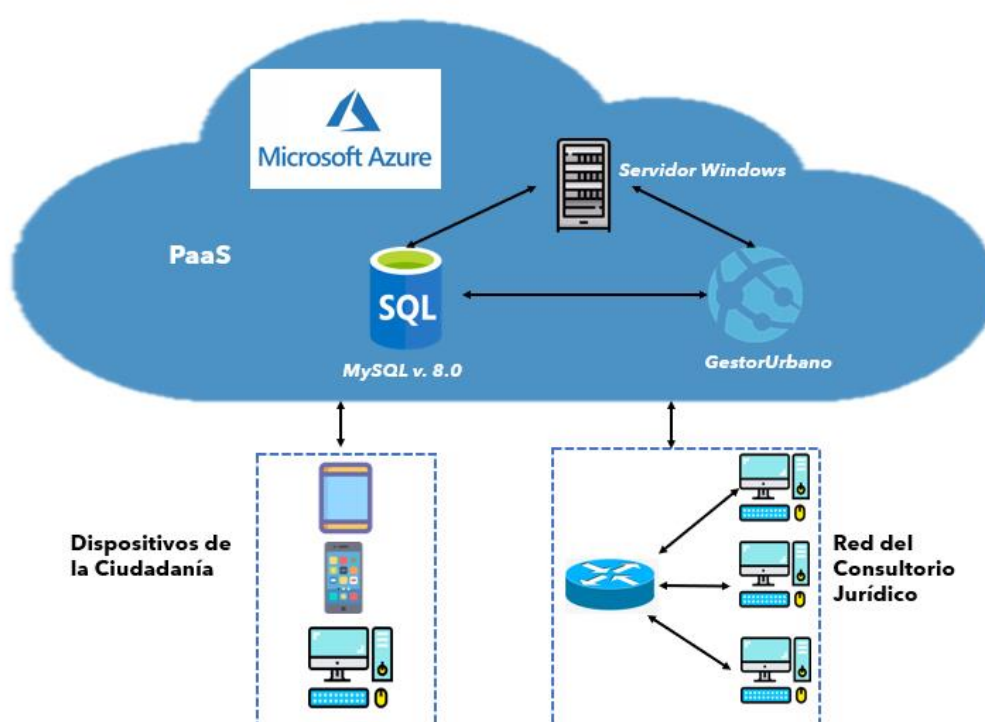 Microsoft Azure
Servidor Windows
PaaS
SQL
MySQL v. 8.0
GestorUrbano
Dispositivos de
la Ciudadanía
Red del
Consultorio
Jurídico